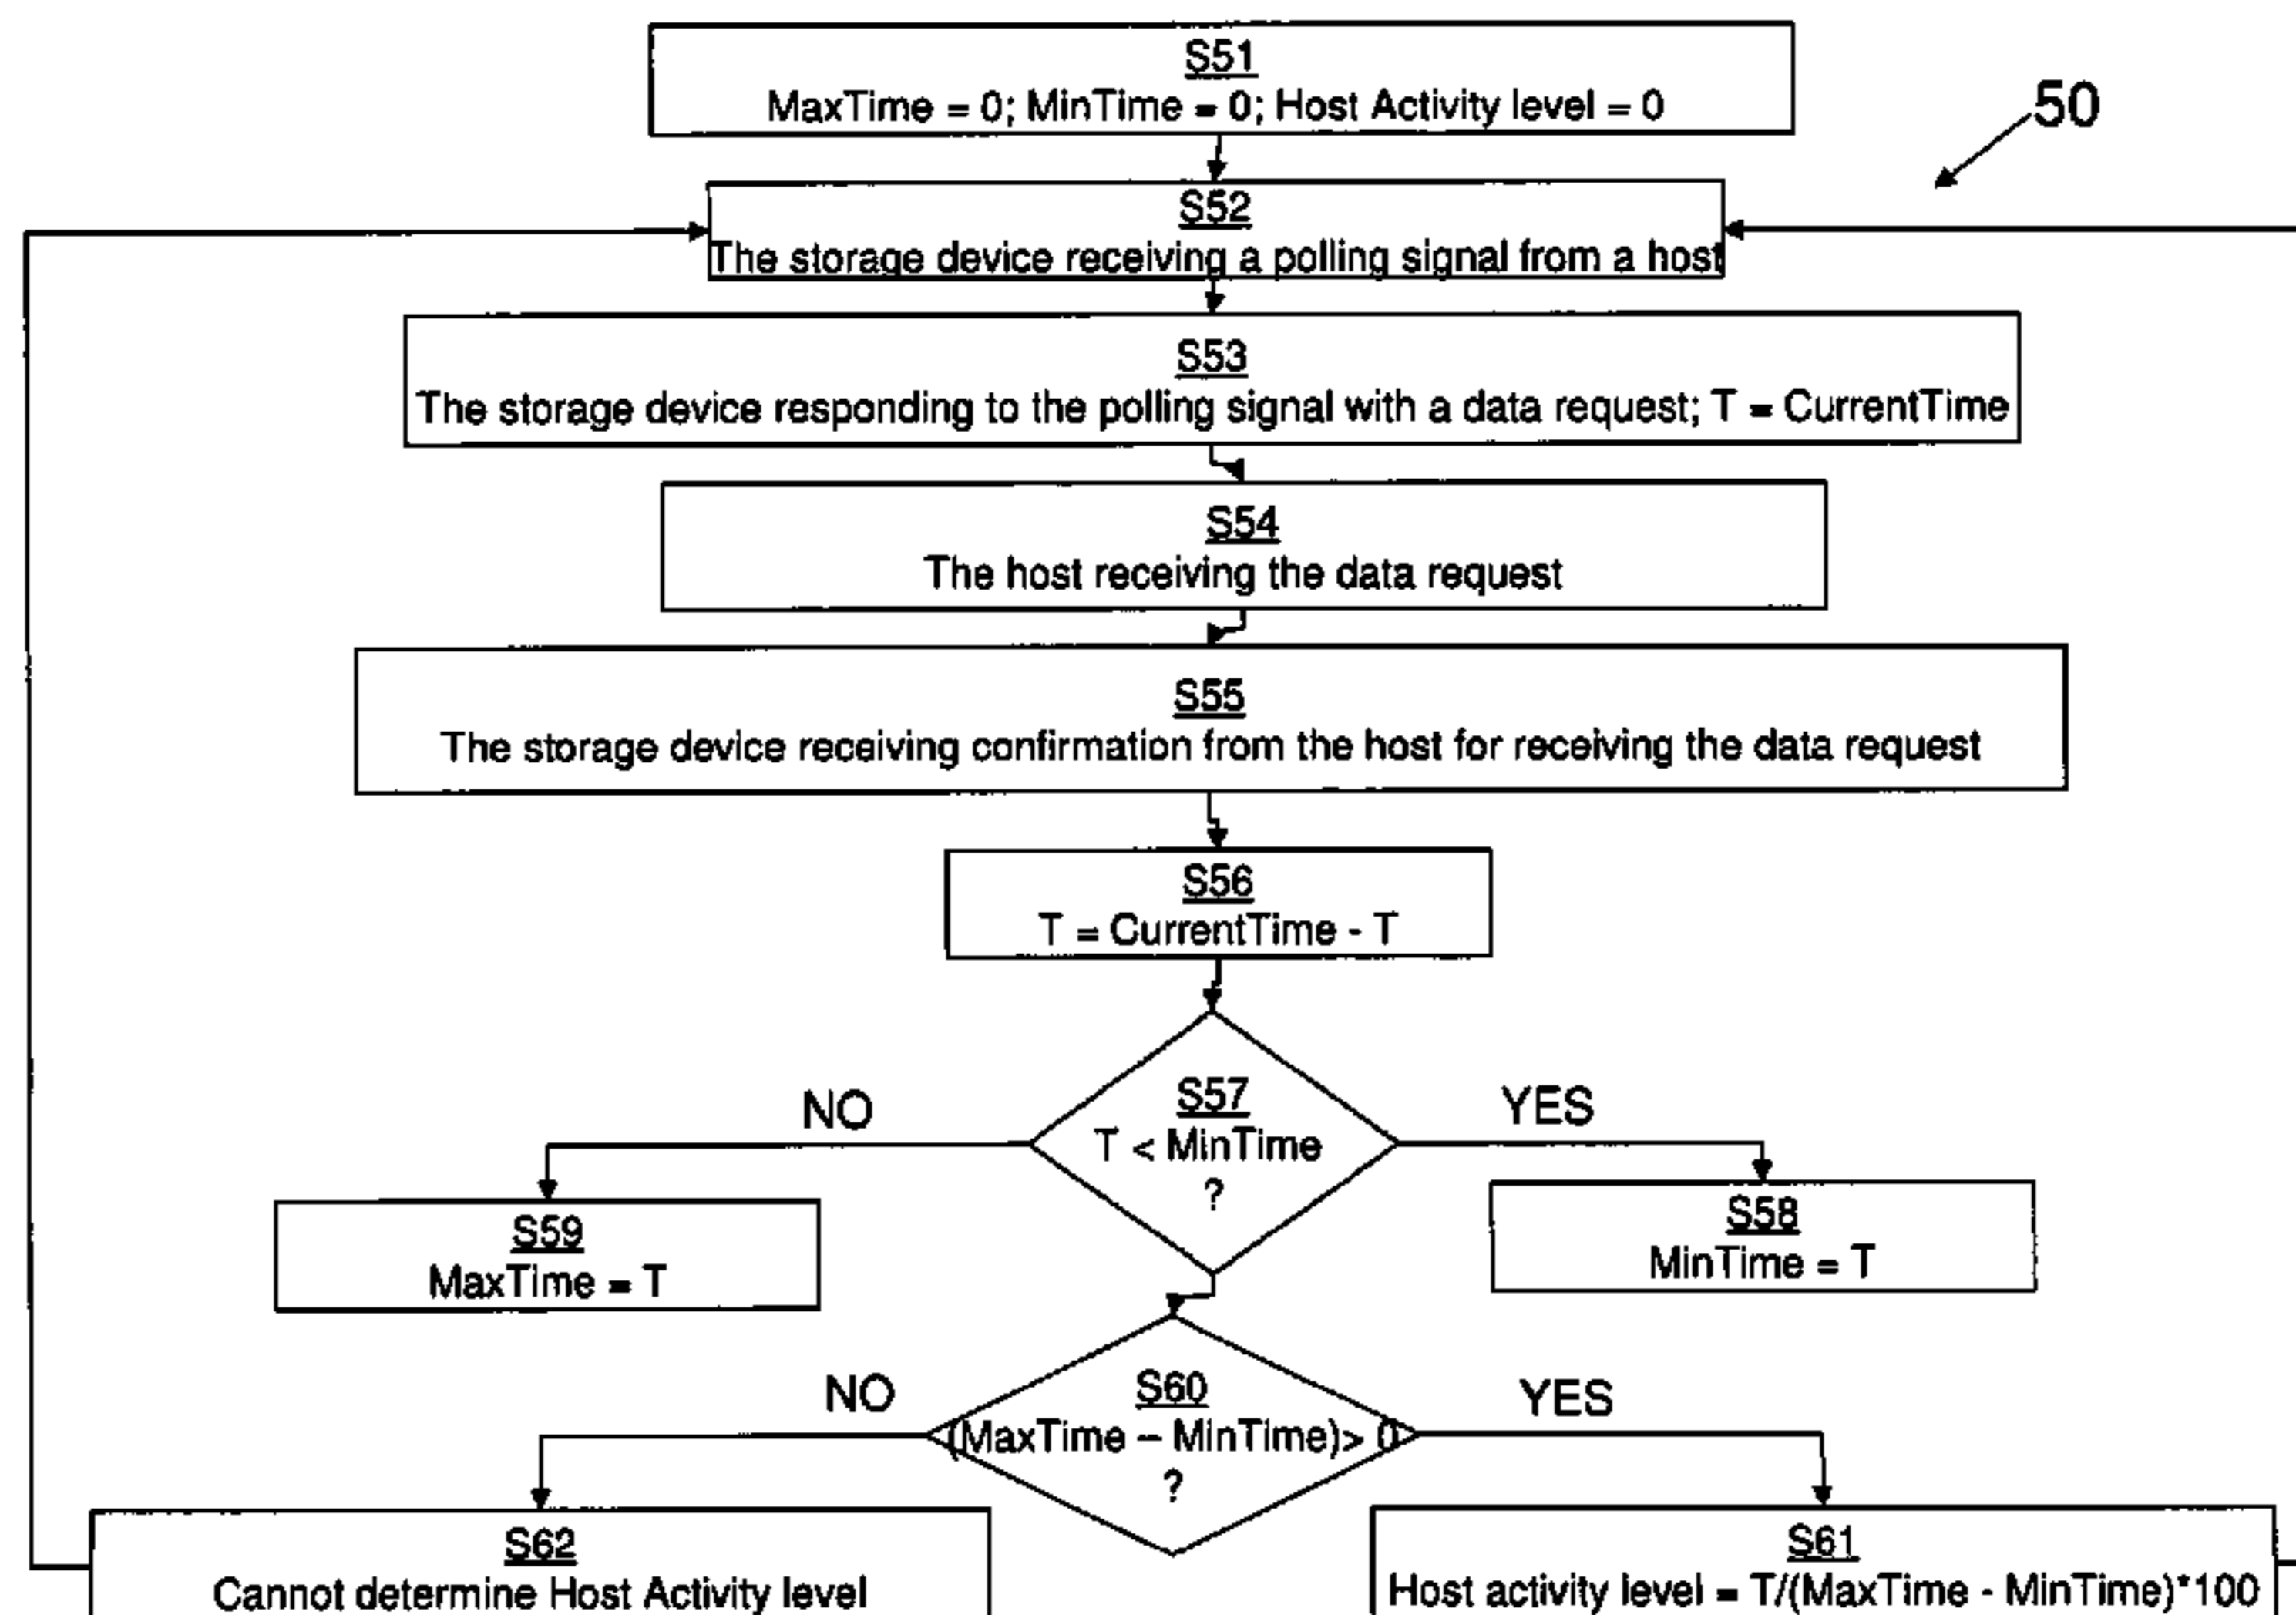 S51
MaxTime = 0; MinTime = 0; Host Activity level = 0
50
S52
The storage device receiving a polling signal from a host
S53
The storage device responding to the polling signal with a data request; T = CurrentTime
S54
The host receiving the data request
S55
The storage device receiving confirmation from the host for receiving the data request
S56
T = CurrentTime - T
NO
S57
T < MinTime
?
YES
S59
MaxTime = T
S58
MinTime = T
NO
S60
(MaxTime – MinTime)> 0
?
YES
S62
Cannot determine Host Activity level
S61
Host activity level = T/(MaxTime - MinTime)*100